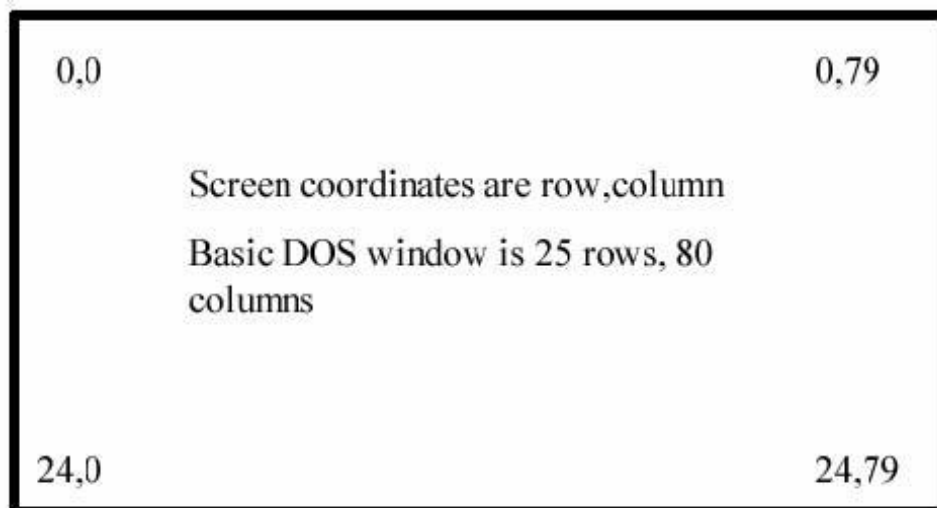 0,0 0,79
Screen coordinates are row,column
Basic DOS window is 25 rows, 80
columns
24,0 24,79